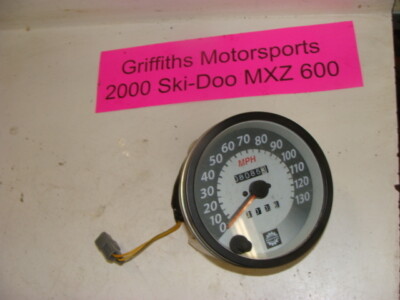 Griffiths Motorsports
2000 Ski-Doo MXZ 600
0 10 20 30 40 50 60 70 80 90 100 110 120 130
MPH